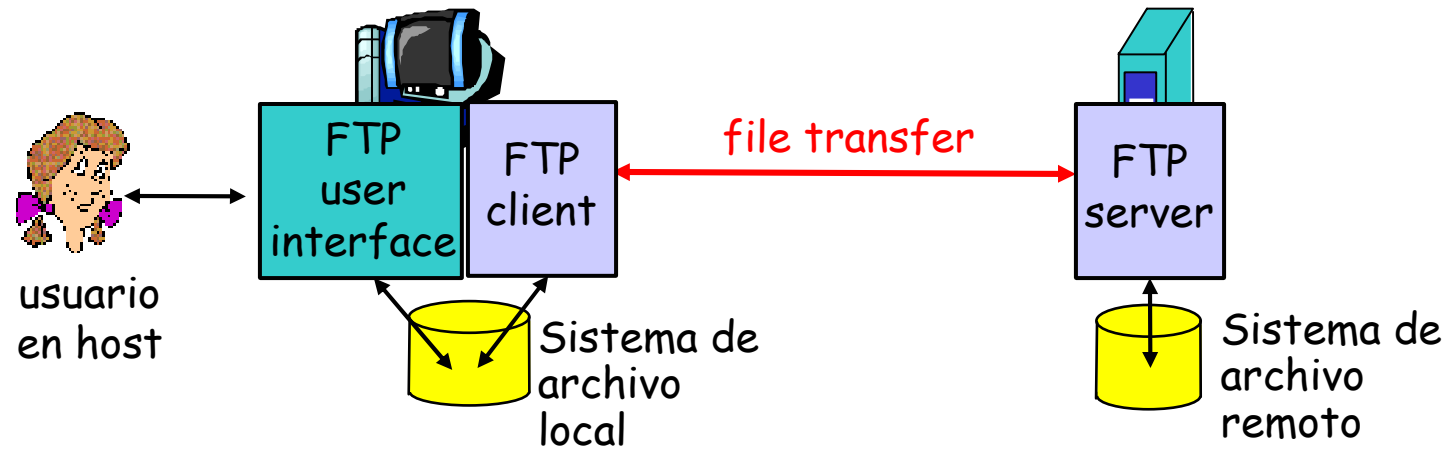 usuario
en host
FTP
user
interface
FTP
client
Sistema de
archivo
local
file transfer
FTP
server
Sistema de
archivo
remoto